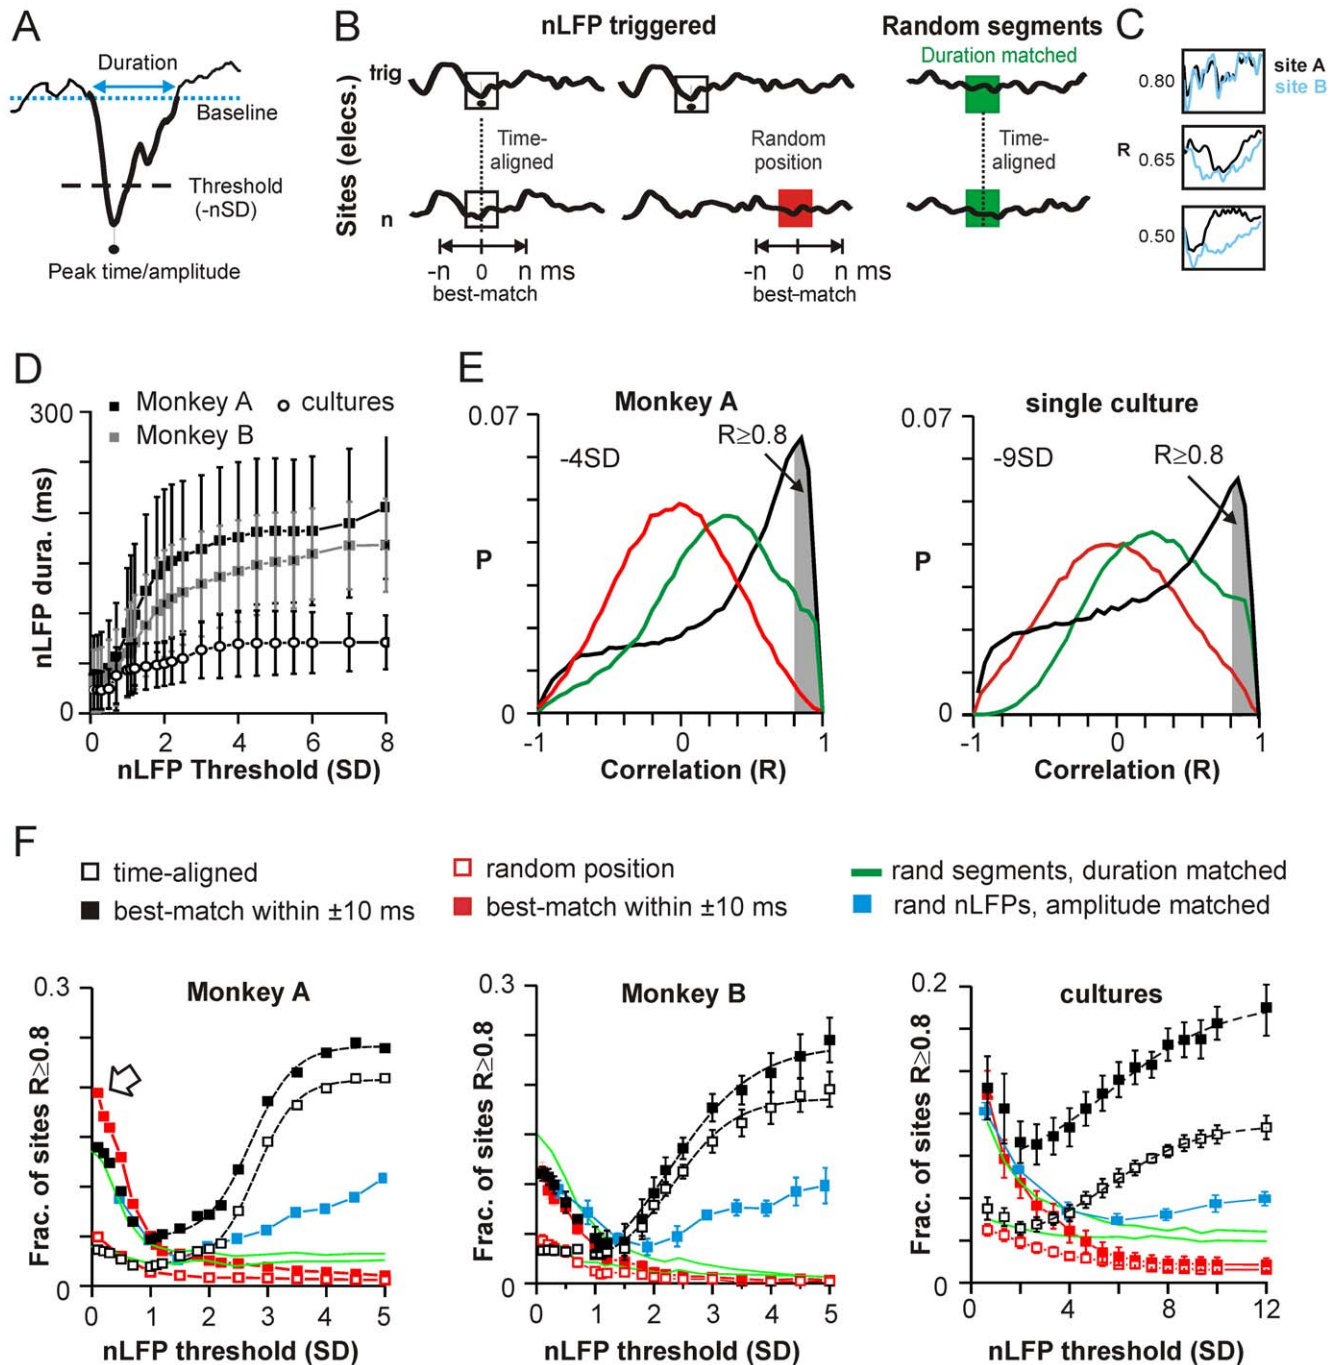 A
Duration
Baseline
Threshold
(-nSD)
Peak time/amplitude
B
nLFP triggered
Random segments
Duration matched
Sites (elecs.)
trig
n
Time-
aligned
Random
position
Time-
aligned
-n 0 n ms
best-match
-n 0 n ms
best-match
C
site A
site B
R
0.80
0.65
0.50
D
300
Monkey A
cultures
Monkey B
nLFP dura. (ms)
0
0 2 4 6 8
nLFP Threshold (SD)
E
Monkey A
0.07
R≥0.8
-4SD
P
0
-1 0 1
Correlation (R)
single culture
0.07
R≥0.8
-9SD
0
-1 0 1
Correlation (R)
F
time-aligned
random position
rand segments, duration matched
best-match within ±10 ms
best-match within ±10 ms
rand nLFPs, amplitude matched
0.3
Monkey A
Frac. of sites R≥0.8
0
0 1 2 3 4 5
nLFP threshold (SD)
0.3
Monkey B
Frac. of sites R≥0.8
0
0 1 2 3 4 5
nLFP threshold (SD)
0.2
cultures
Frac. of sites R≥0.8
0
0 4 8 12
nLFP threshold (SD)